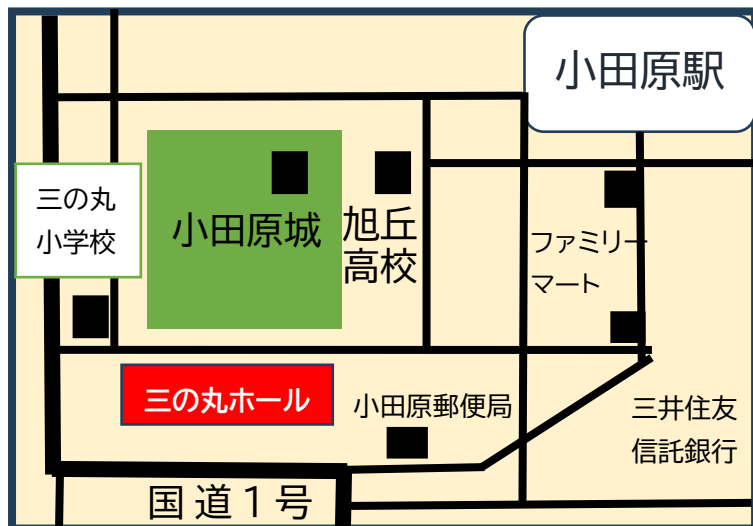 小田原駅
三の丸
小学校
小田原城
旭丘
高校
ファミリー
マート
三の丸ホール
小田原郵便局
三井住友
信託銀行
国道1号